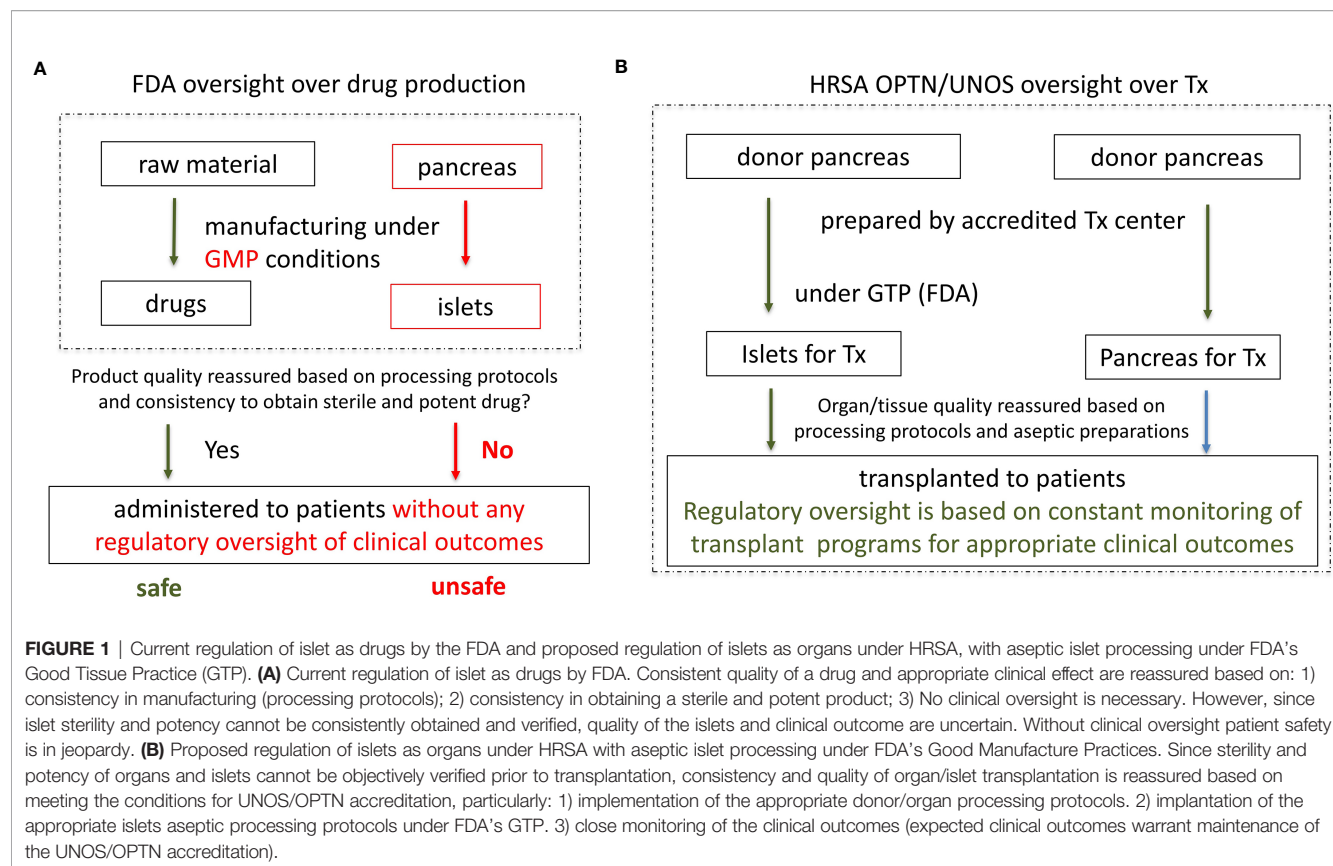 A
FDA oversight over drug production
raw material
pancreas
manufacturing under
GMP conditions
drugs
islets
Product quality reassured based on processing protocols
and consistency to obtain sterile and potent drug?
Yes
No
administered to patients without any
regulatory oversight of clinical outcomes
safe
unsafe
B
HRSA OPTN/UNOS oversight over Tx
donor pancreas
donor pancreas
prepared by accredited Tx center
under GTP (FDA)
Islets for Tx
Pancreas for Tx
Organ/tissue quality reassured based on
processing protocols and aseptic preparations
transplanted to patients
Regulatory oversight is based on constant monitoring of
transplant programs for appropriate clinical outcomes
FIGURE 1 | Current regulation of islet as drugs by the FDA and proposed regulation of islets as organs under HRSA, with aseptic islet processing under FDA's
Good Tissue Practice (GTP). (A) Current regulation of islet as drugs by FDA. Consistent quality of a drug and appropriate clinical effect are reassured based on: 1)
consistency in manufacturing (processing protocols); 2) consistency in obtaining a sterile and potent product; 3) No clinical oversight is necessary. However, since
islet sterility and potency cannot be consistently obtained and verified, quality of the islets and clinical outcome are uncertain. Without clinical oversight patient safety
is in jeopardy. (B) Proposed regulation of islets as organs under HRSA with aseptic islet processing under FDA's Good Manufacture Practices. Since sterility and
potency of organs and islets cannot be objectively verified prior to transplantation, consistency and quality of organ/islet transplantation is reassured based on
meeting the conditions for UNOS/OPTN accreditation, particularly: 1) implementation of the appropriate donor/organ processing protocols. 2) implantation of the
appropriate islets aseptic processing protocols under FDA's GTP. 3) close monitoring of the clinical outcomes (expected clinical outcomes warrant maintenance of
the UNOS/OPTN accreditation).